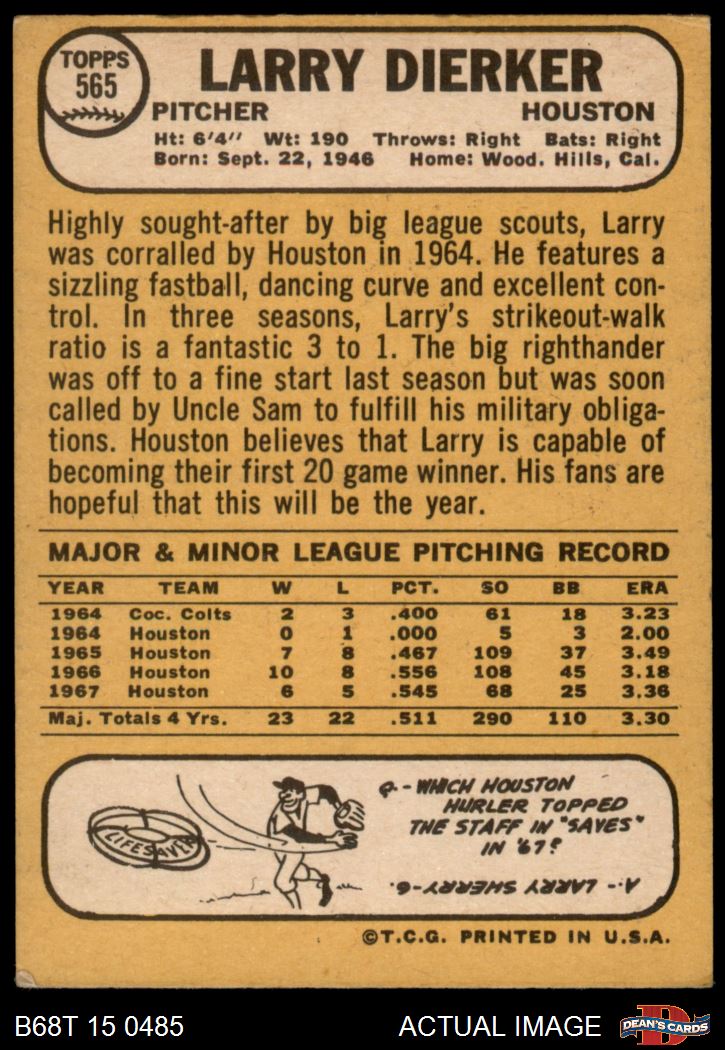 TOPPS
565
LARRY DIERKER
PITCHER HOUSTON
Ht: 6'4" Wt: 190 Throws: Right Bats: Right
Born: Sept. 22, 1946 Home: Wood. Hills, Cal.
Highly sought-after by big league scouts, Larry
was corralled by Houston in 1964. He features a
sizzling fastball, dancing curve and excellent con-
trol. In three seasons, Larry's strikeout-walk
ratio is a fantastic 3 to 1. The big righthander
was off to a fine start last season but was soon
called by Uncle Sam to fulfill his military obliga-
tions. Houston believes that Larry is capable of
becoming their first 20 game winner. His fans are
hopeful that this will be the year.
MAJOR & MINOR LEAGUE PITCHING RECORD
YEAR TEAM W L PCT. SO BB ERA
1964 Coc. Colts 2 3 .400 61 18 3.23
1964 Houston 0 1 .000 5 3 2.00
1965 Houston 7 8 .467 109 37 3.49
1966 Houston 10 8 .556 108 45 3.18
1967 Houston 6 5 .545 68 25 3.36
Maj. Totals 4 Yrs. 23 22 .511 290 110 3.30
LIFESAVER
Q.-WHICH HOUSTON
HURLER TOPPED
THE STAFF IN "SAVES"
IN '67?
A.-LARRY SHERRY-6.
©T.C.G. PRINTED IN U.S.A.
B68T 15 0485 ACTUAL IMAGE D DEAN'S CARDS